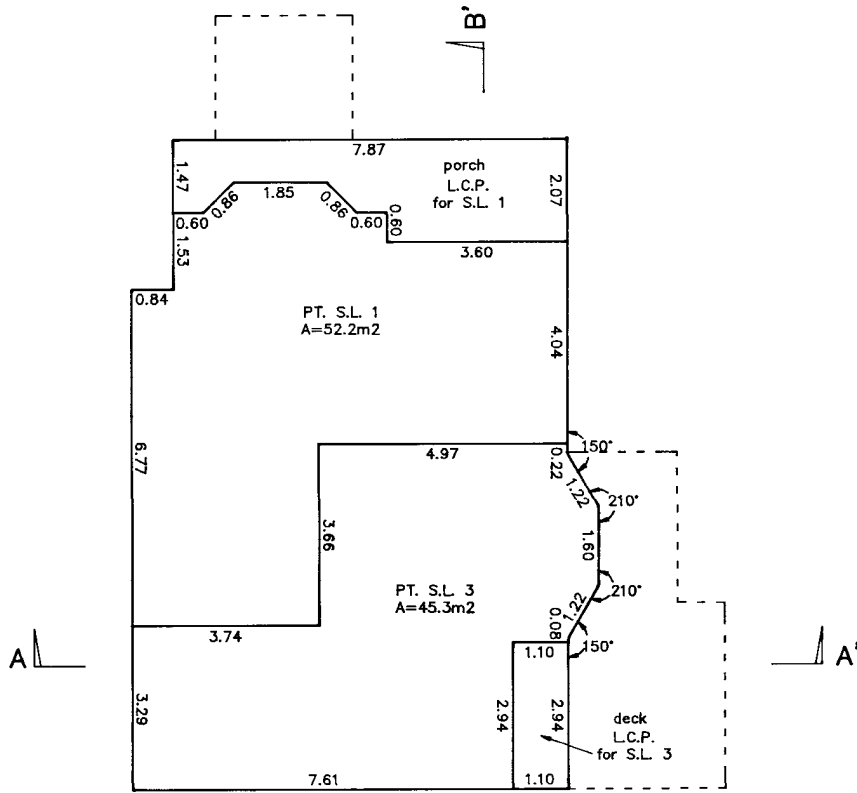 B'
7.87
porch
L.C.P.
for S.L. 1
1.47
2.07
1.85
0.86
0.86
0.60
0.60
0.60
3.60
1.53
0.84
PT. S.L. 1
A=52.2m2
4.04
150°
4.97
0.22
1.22
210°
6.77
3.66
1.60
PT. S.L. 3
A=45.3m2
210°
1.22
0.08
150°
3.74
1.10
A
A'
3.29
2.94
2.94
deck
L.C.P.
for S.L. 3
7.61
1.10